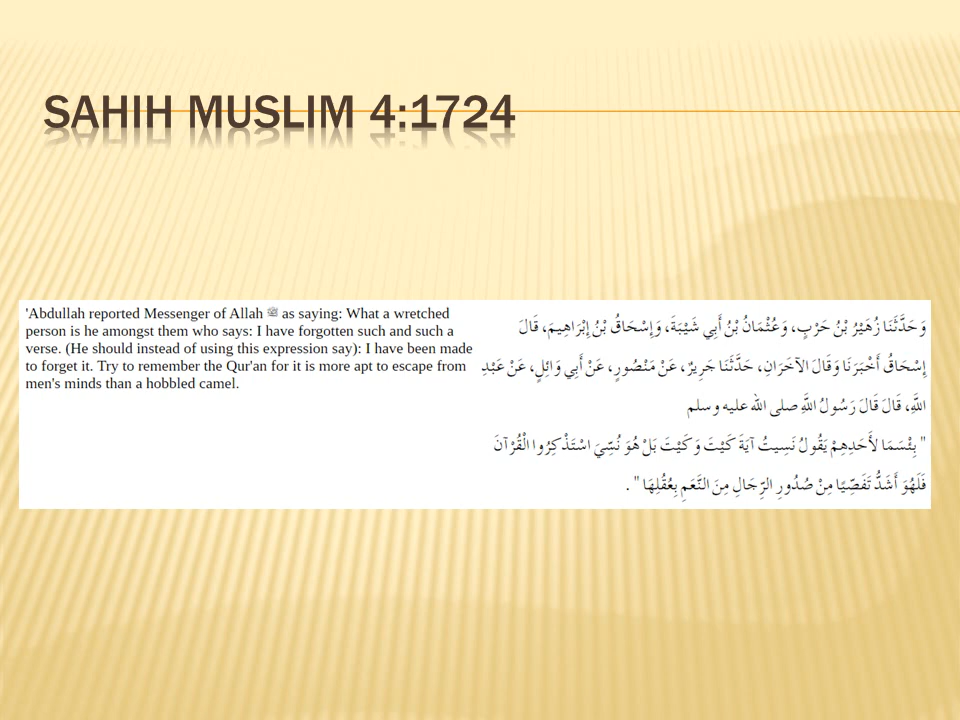 SAHIH MUSLIM 4:1724
'Abdullah reported Messenger of Allah ﷺ as saying: What a wretched
person is he amongst them who says: I have forgotten such and such a
verse. (He should instead of using this expression say): I have been made
to forget it. Try to remember the Qur'an for it is more apt to escape from
men's minds than a hobbled camel.
وَحَدَّثَنَا زُهَيْرُ بْنُ حَرْبٍ، وَعُثْمَانُ بْنُ أَبِي شَيْبَةَ، وَإِسْحَاقُ بْنُ إِبْرَاهِيمَ، قَالَ
إِسْحَاقُ أَخْبَرَنَا وَقَالَ الآخَرَانِ، حَدَّثَنَا جَرِيرٌ، عَنْ مَنْصُورٍ، عَنْ أَبِي وَائِلٍ، عَنْ عَبْدِ
اللَّهِ، قَالَ قَالَ رَسُولُ اللَّهِ صلى الله عليه وسلم
" بِئْسَمَا لأَحَدِهِمْ يَقُولُ نَسِيتُ آيَةَ كَيْتَ وَكَيْتَ بَلْ هُوَ نُسِّيَ اسْتَذْكِرُوا الْقُرْآنَ
فَلَهُوَ أَشَدُّ تَفَصِّيًا مِنْ صُدُورِ الرِّجَالِ مِنَ النَّعَمِ بِعُقُلِهَا " .